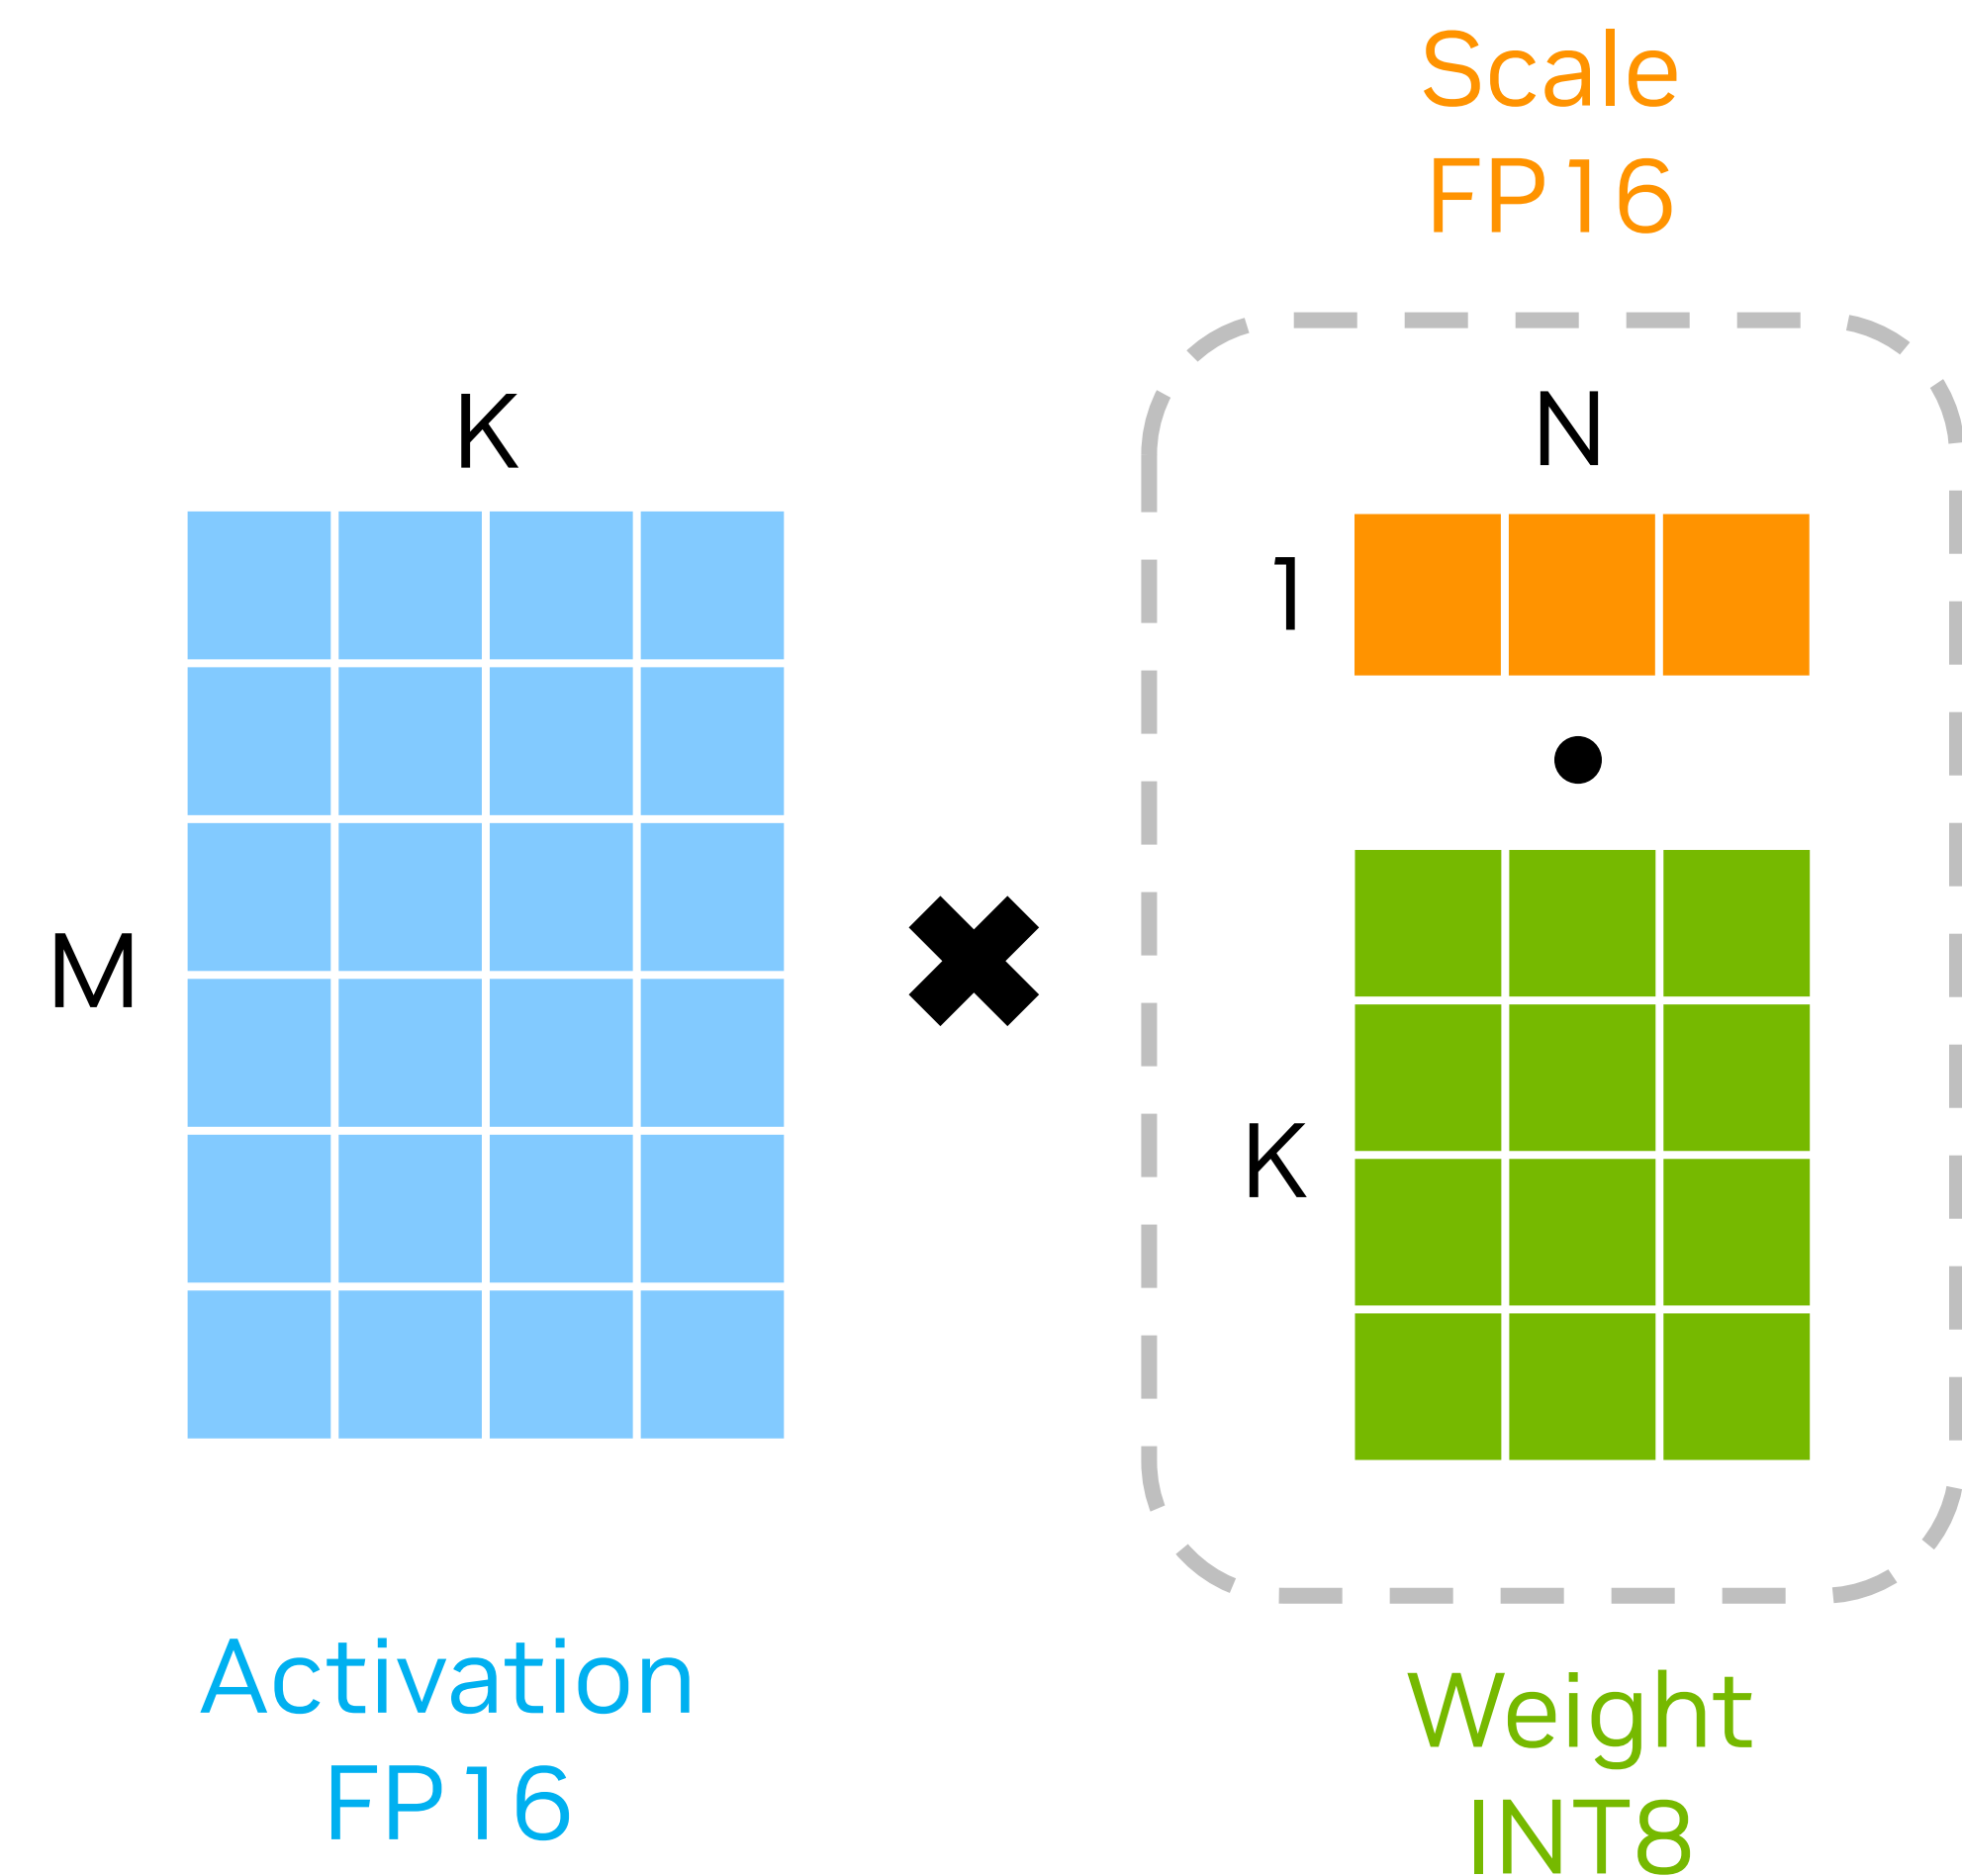 Scale
FP16
K
N
1
M
K
Activation
FP16
Weight
INT8